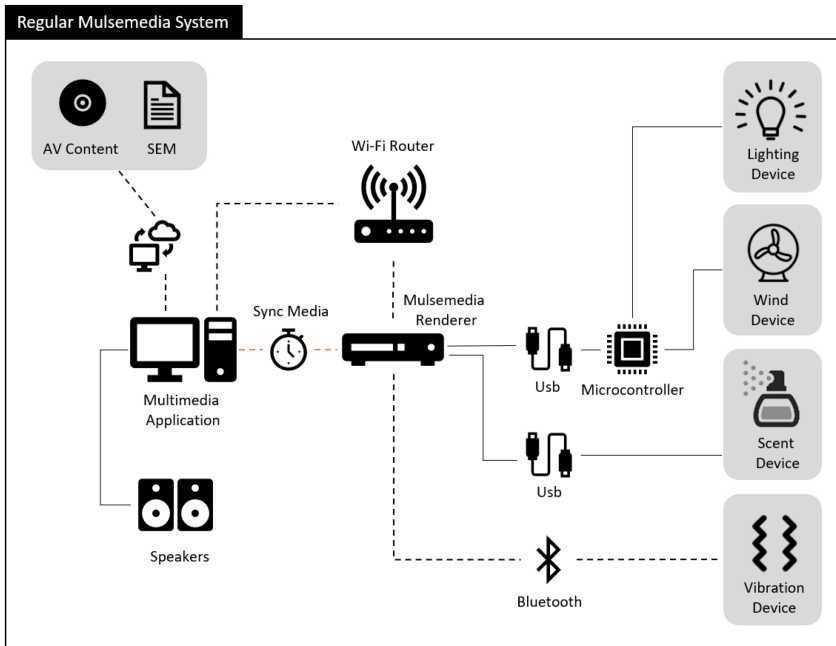 Regular Mulsemedia System
AV Content
SEM
Wi-Fi Router
Lighting
Device
Wind
Device
Sync Media
Mulsemedia
Renderer
Multimedia
Application
Usb
Microcontroller
Scent
Device
Usb
Speakers
Bluetooth
Vibration
Device